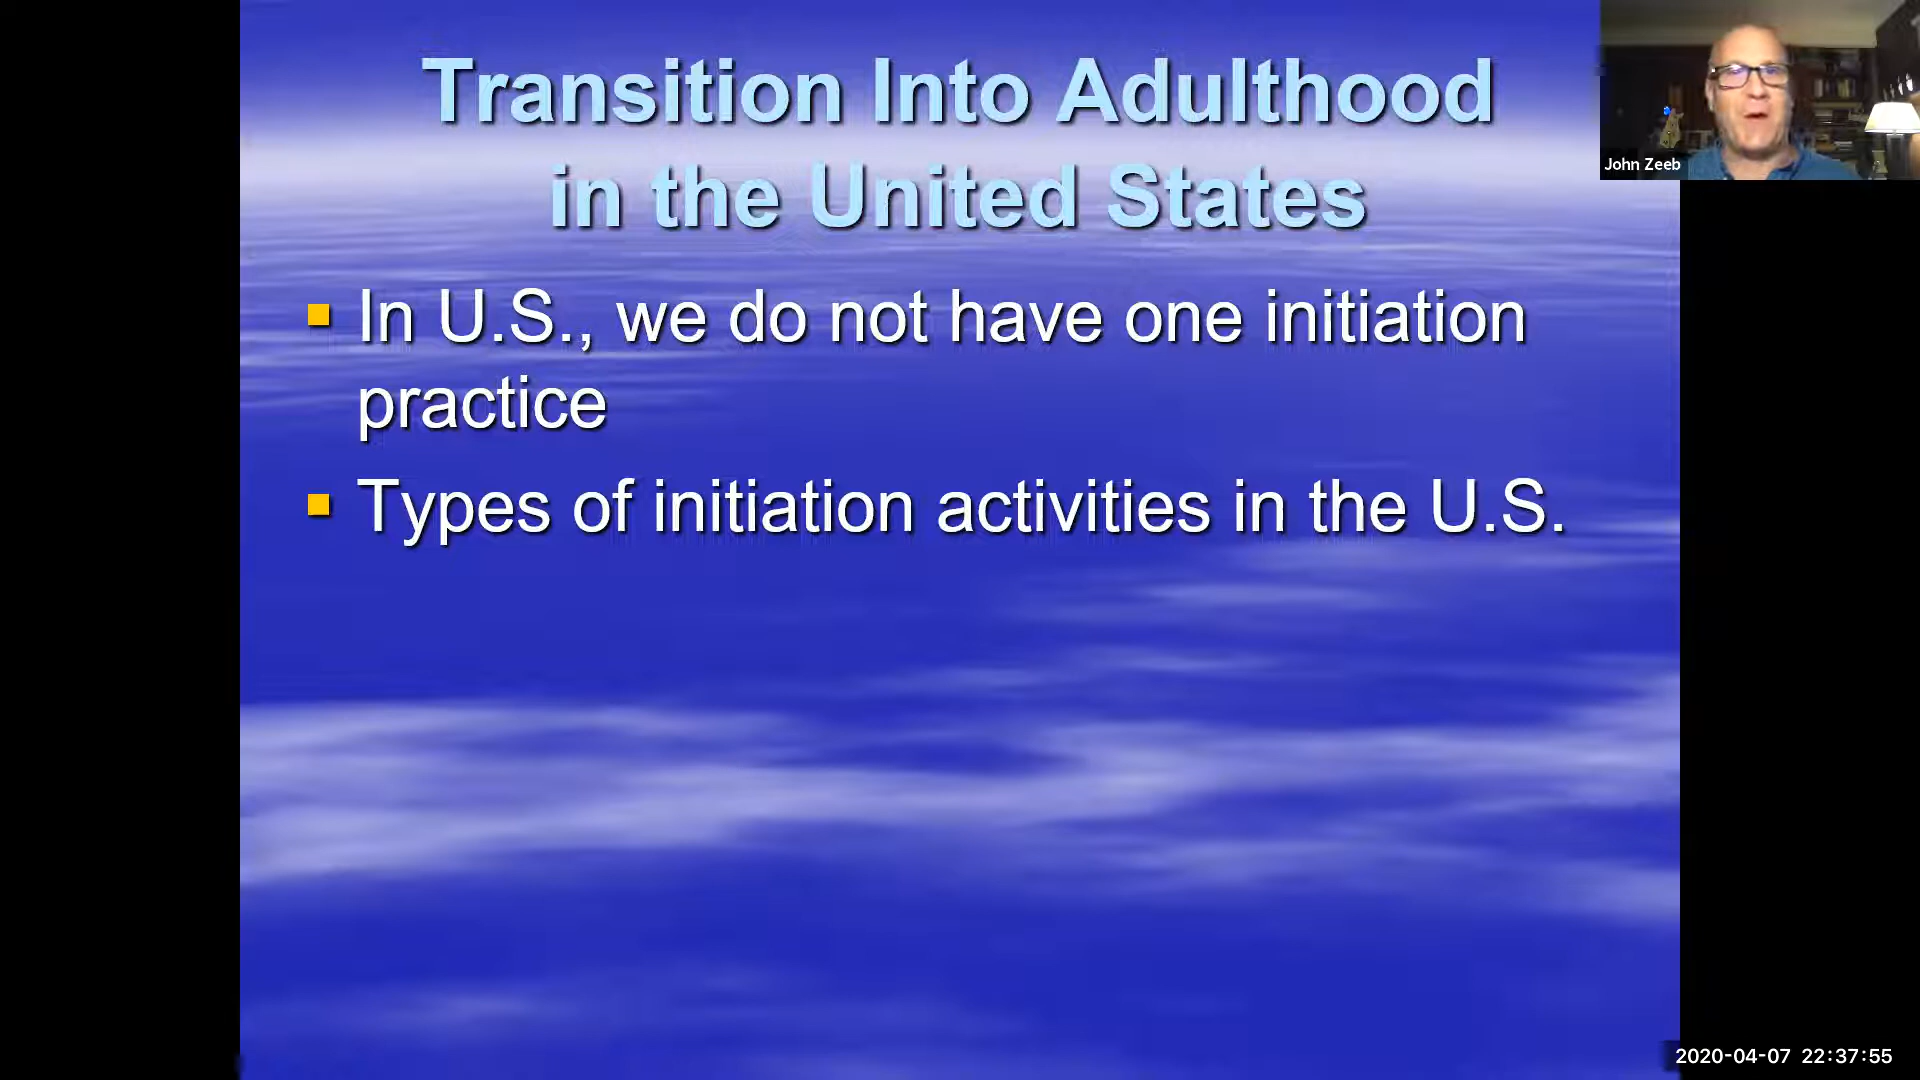 Transition Into Adulthood
in the United States
John Zeeb
In U.S., we do not have one initiation
practice
Types of initiation activities in the U.S.
2020-04-07 22:37:55